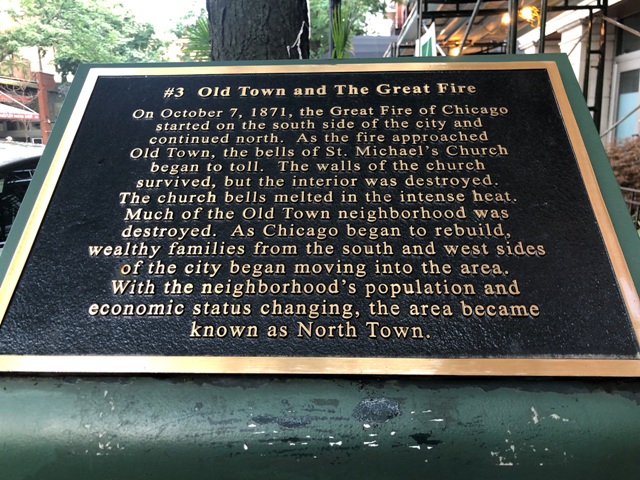 #3 Old Town and The Great Fire
On October 7, 1871, the Great Fire of Chicago
started on the south side of the city and
continued north. As the fire approached
Old Town, the bells of St. Michael's Church
began to toll. The walls of the church
survived, but the interior was destroyed.
The church bells melted in the intense heat.
Much of the Old Town neighborhood was
destroyed. As Chicago began to rebuild,
wealthy families from the south and west sides
of the city began moving into the area.
With the neighborhood's population and
economic status changing, the area became
known as North Town.